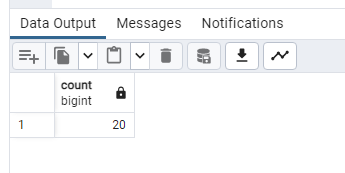 Data Output Messages Notifications
count
bigint
1 20